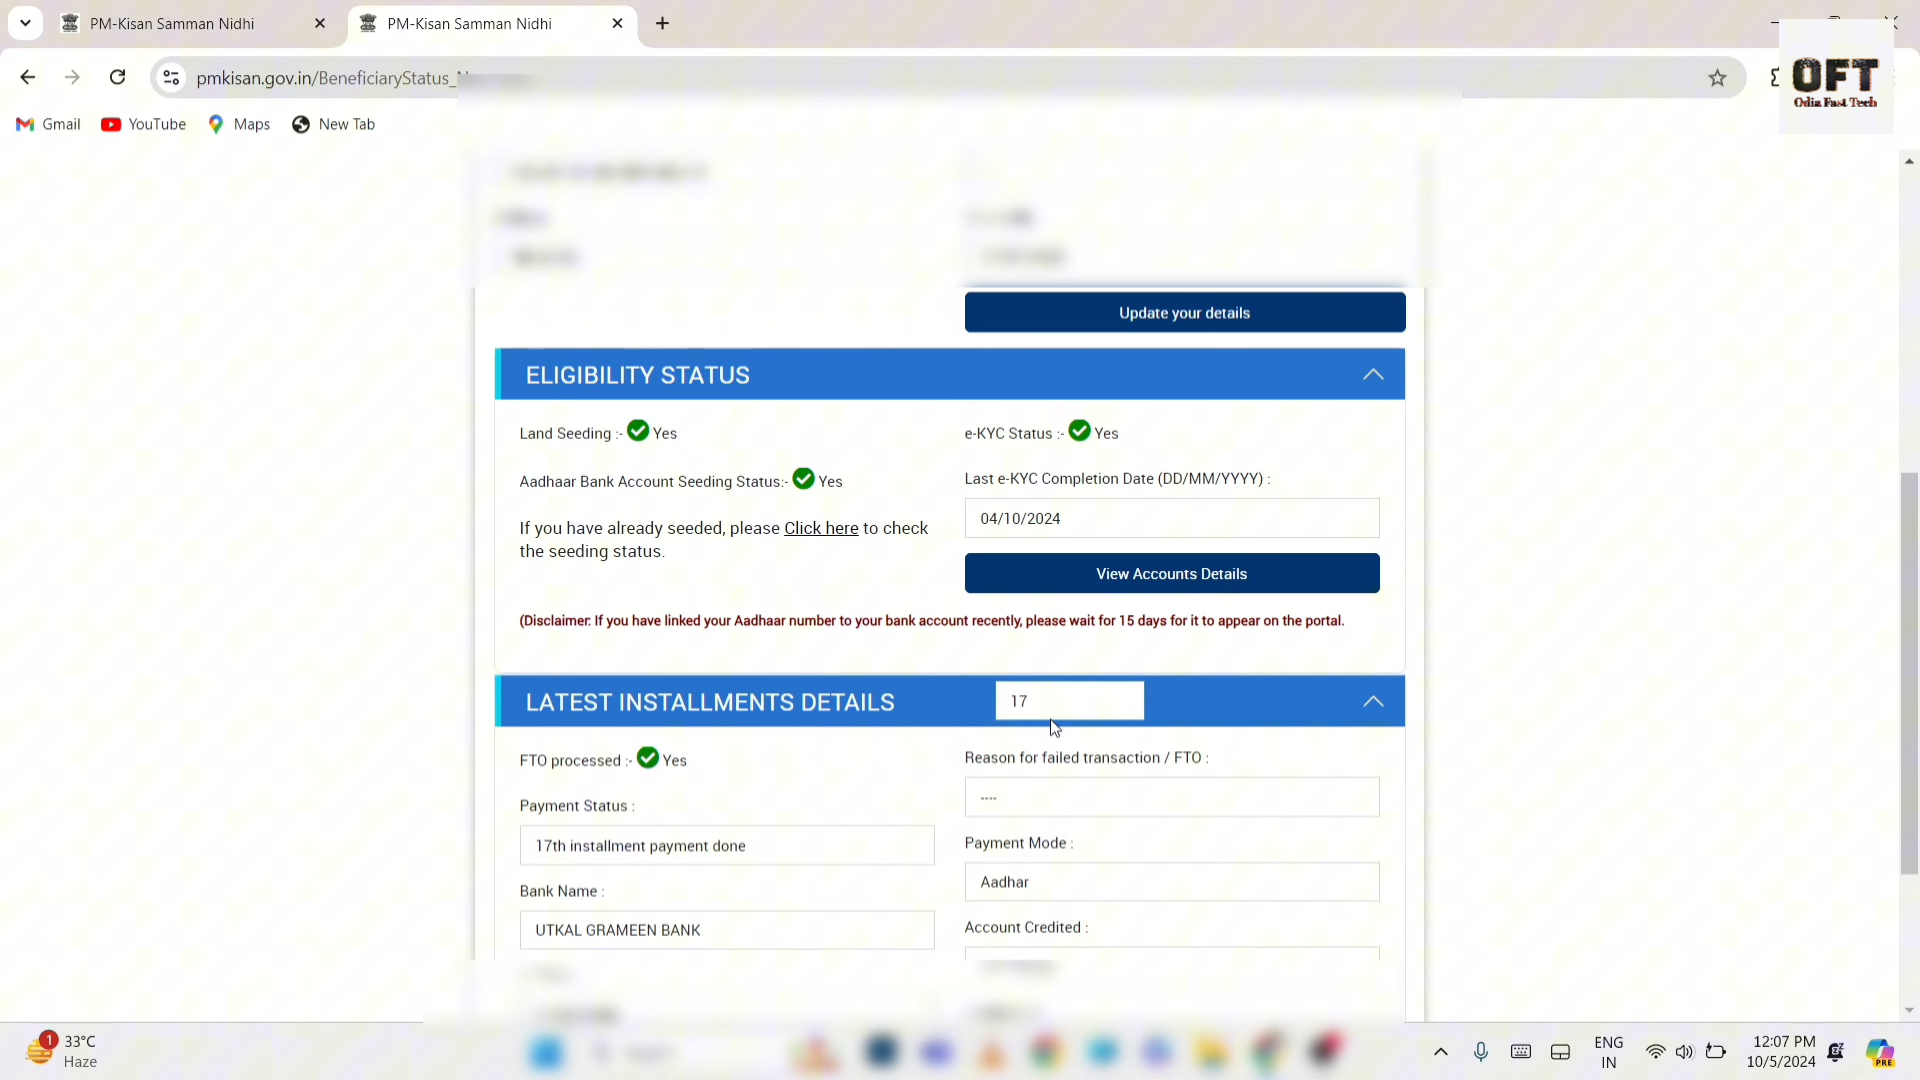 PM-Kisan Samman Nidhi
PM-Kisan Samman Nidhi
pmkisan.gov.in/BeneficiaryStatus_
OFT
Odia Fast Tech
Gmail
YouTube
Maps
New Tab
Update your details
ELIGIBILITY STATUS
Land Seeding :- Yes
e-KYC Status :- Yes
Aadhaar Bank Account Seeding Status:- Yes
Last e-KYC Completion Date (DD/MM/YYYY) :
04/10/2024
If you have already seeded, please Click here to check
the seeding status.
View Accounts Details
(Disclaimer: If you have linked your Aadhaar number to your bank account recently, please wait for 15 days for it to appear on the portal.
LATEST INSTALLMENTS DETAILS
17
FTO processed :- Yes
Reason for failed transaction / FTO :
----
Payment Status :
17th installment payment done
Payment Mode :
Aadhar
Bank Name :
UTKAL GRAMEEN BANK
Account Credited :
1
33°C
Haze
ENG
IN
12:07 PM
10/5/2024
PRE